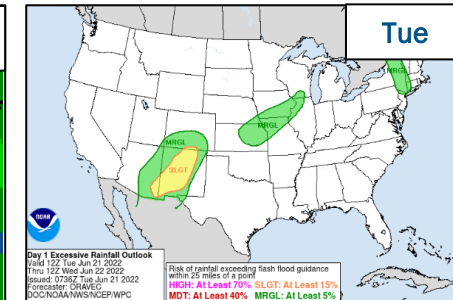 Tue
MRGL
MRGL
MRGL
SLGT
NOAA
Day 1 Excessive Rainfall Outlook
Valid 12Z Tue Jun 21 2022
Thru 12Z Wed Jun 22 2022
Issued: 0736Z Tue Jun 21 2022
Forecaster: ORAVEC
DOC/NOAA/NWS/NCEP/WPC
Risk of rainfall exceeding flash flood guidance
within 25 miles of a point
HIGH: At Least 70% SLGT: At Least 15%
MDT: At Least 40% MRGL: At Least 5%